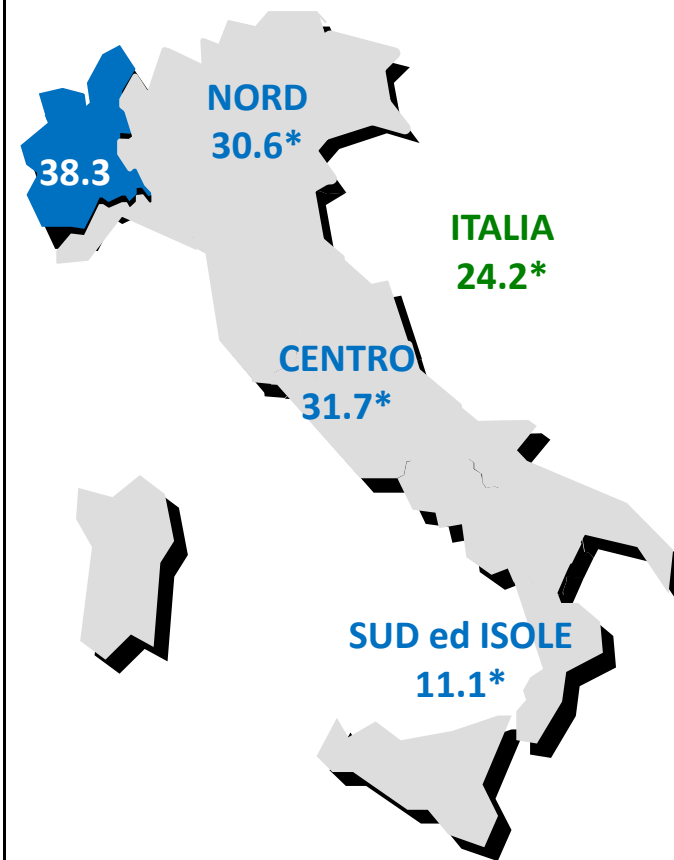 NORD
30.6*
38.3
ITALIA
24.2*
CENTRO
31.7*
SUD ed ISOLE
11.1*